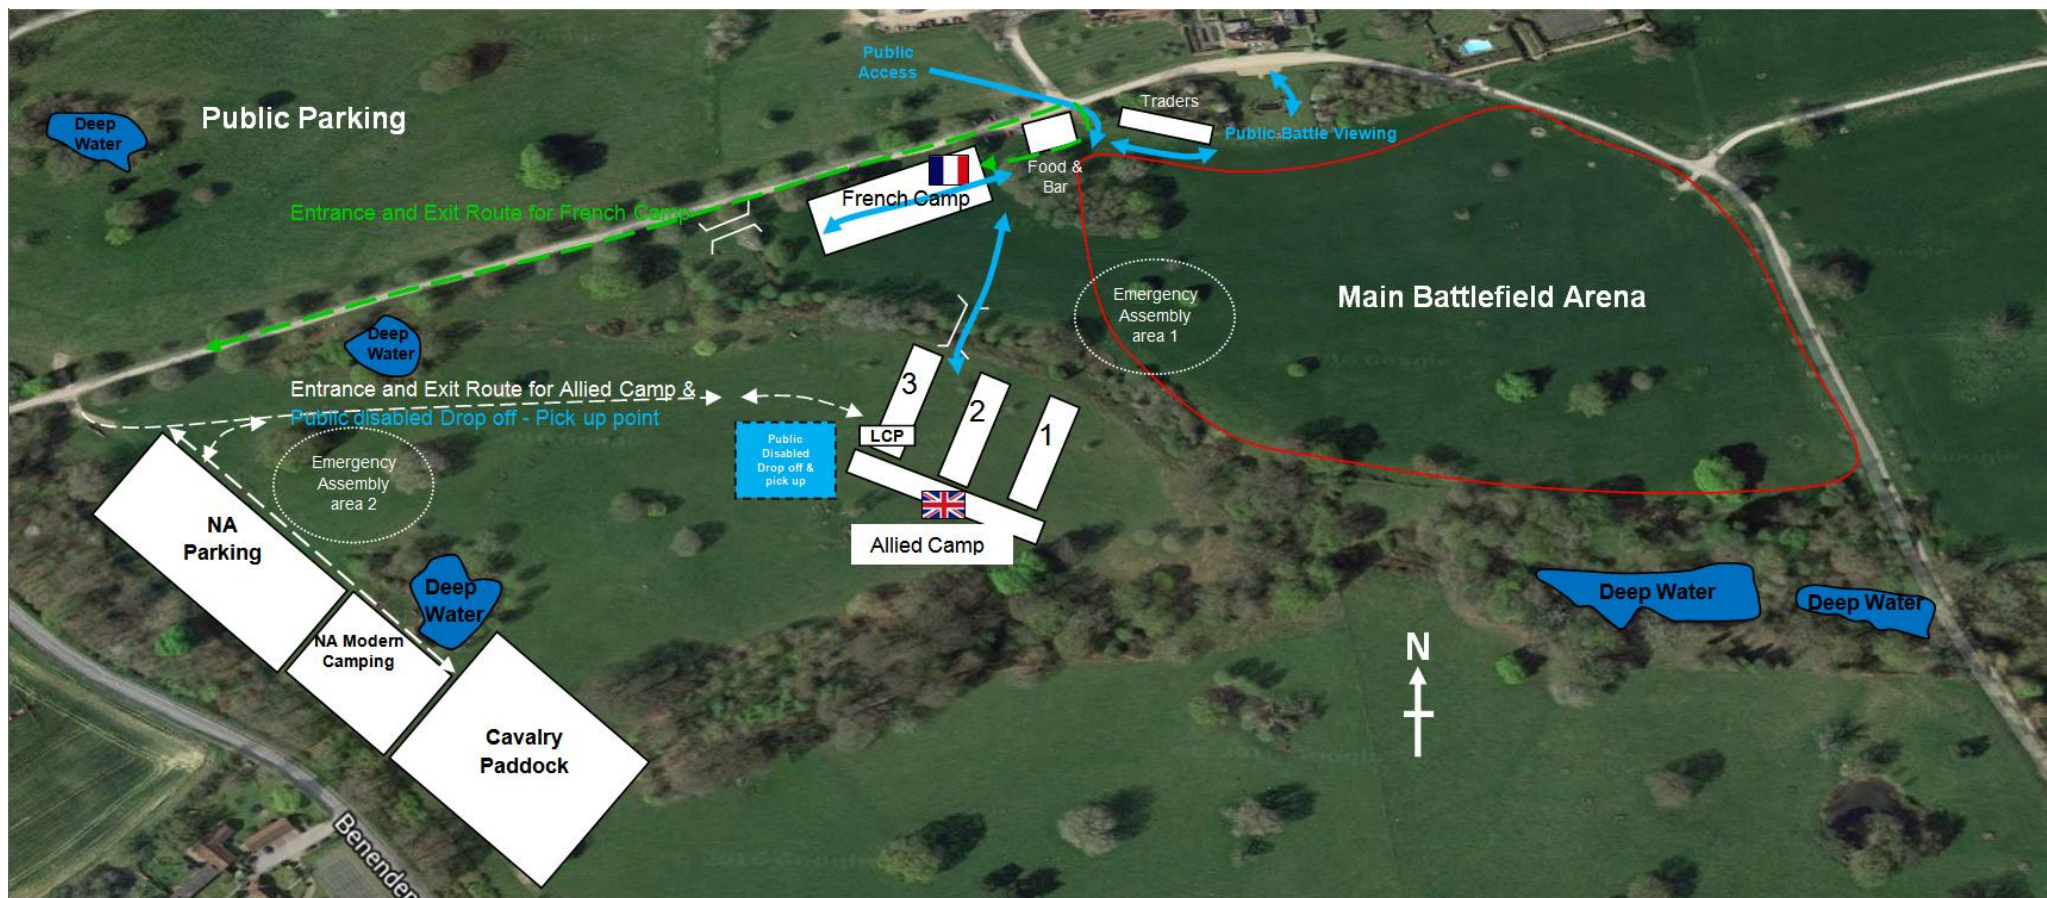 Public
Access
Deep
Water
Public Parking
Traders
Public Battle Viewing
Food &
Bar
French Camp
Entrance and Exit Route for French Camp
Emergency
Assembly
area 1
Main Battlefield Arena
Deep
Water
Entrance and Exit Route for Allied Camp &
Public disabled Drop off - Pick up point
3
2
1
LCP
Public
Disabled
Drop off &
pick up
Emergency
Assembly
area 2
NA
Parking
Allied Camp
Deep
Water
Deep Water
Deep Water
NA Modern
Camping
N
Cavalry
Paddock
Benenden